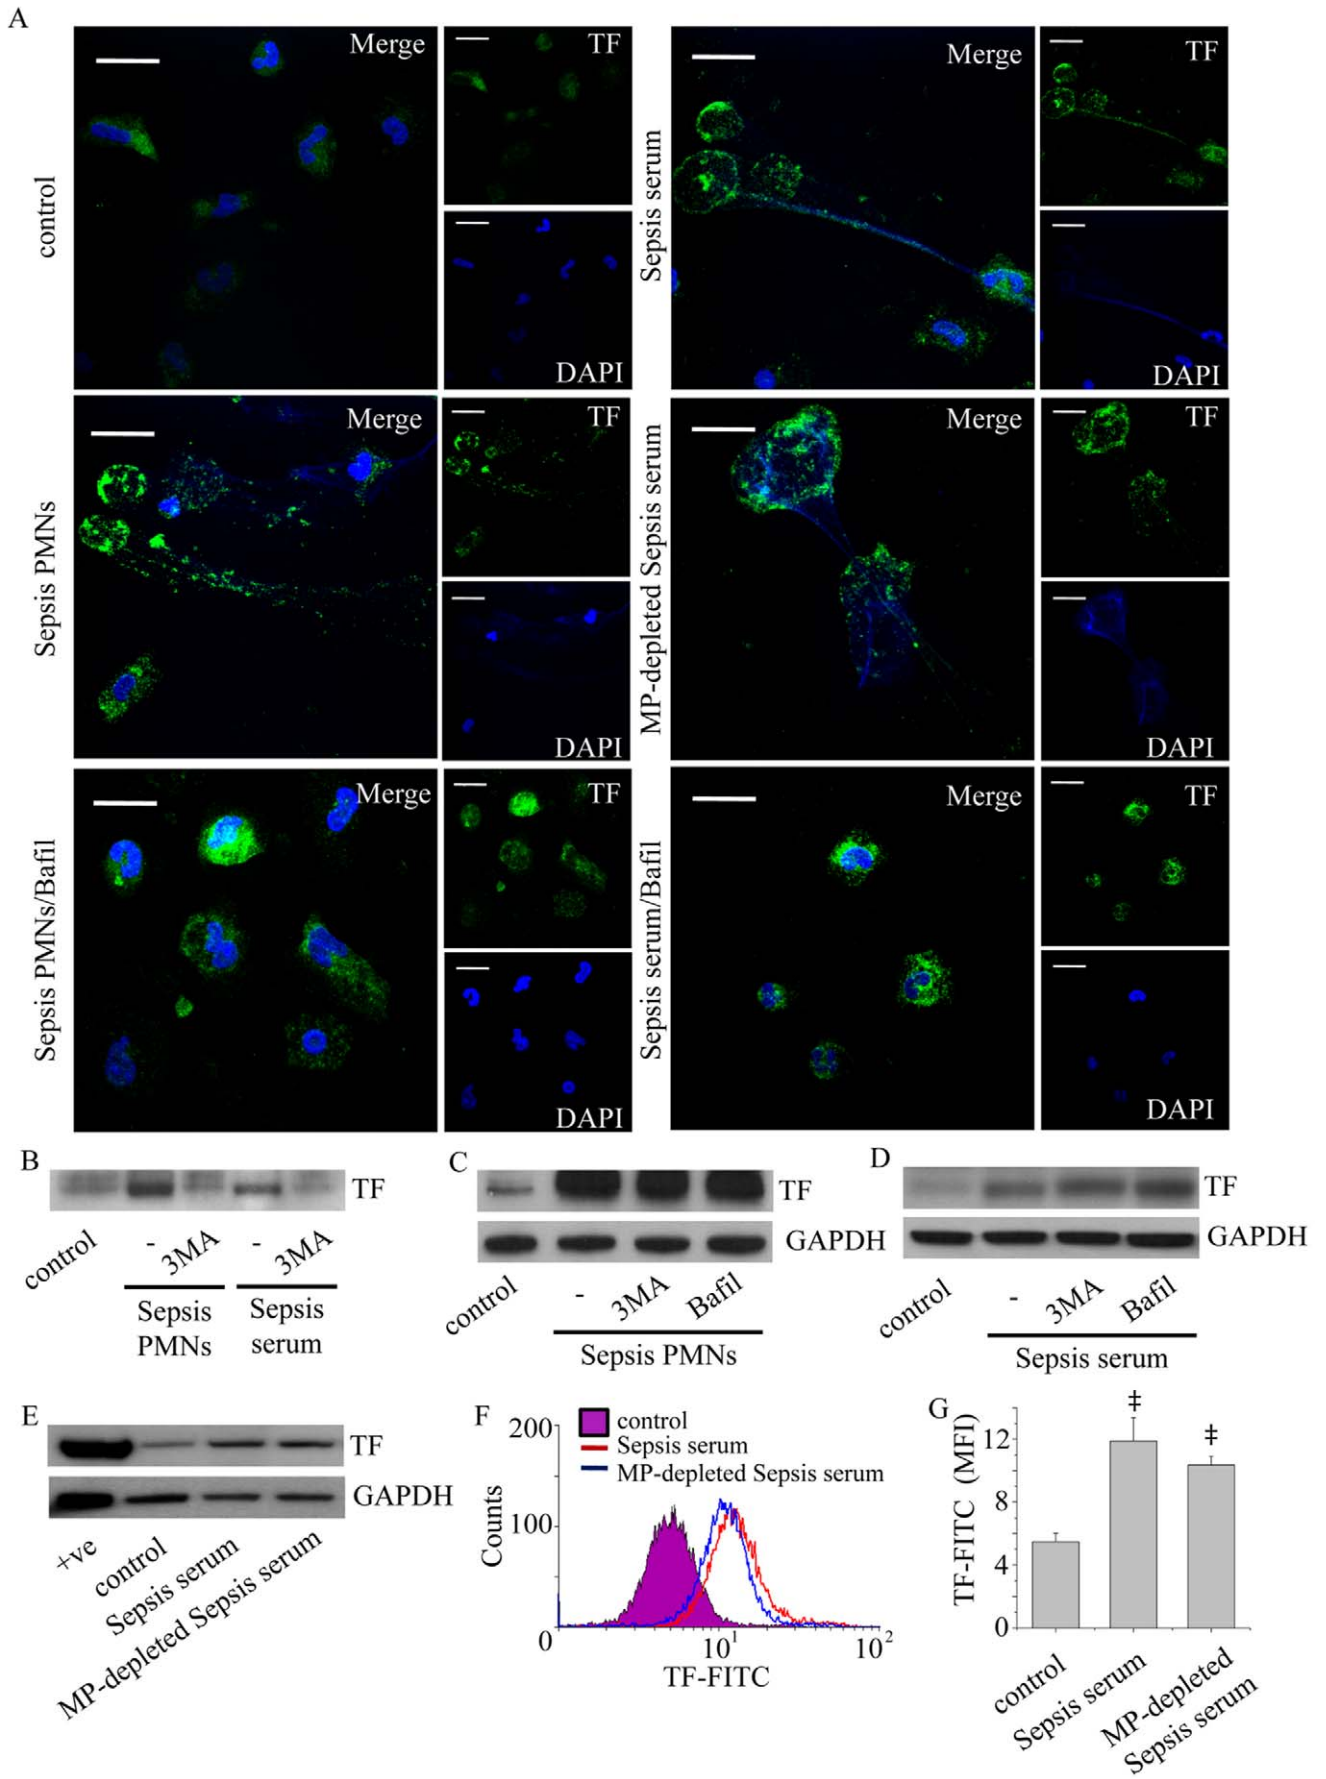 A
control
Merge
TF
DAPI
Sepsis serum
Merge
TF
DAPI
Sepsis PMNs
Merge
TF
DAPI
MP-depleted Sepsis serum
Merge
TF
DAPI
Sepsis PMNs/Bafil
Merge
TF
DAPI
Sepsis serum/Bafil
Merge
TF
DAPI
B
TF
control
-
3MA
-
3MA
Sepsis
PMNs
Sepsis
serum
C
TF
GAPDH
control
-
3MA
Bafil
Sepsis PMNs
D
TF
GAPDH
control
-
3MA
Bafil
Sepsis serum
E
TF
GAPDH
+ve
control
Sepsis serum
MP-depleted Sepsis serum
F
control
Sepsis serum
MP-depleted Sepsis serum
200
100
0
Counts
10¹
10²
TF-FITC
G
TF-FITC (MFI)
12
8
4
0
‡
‡
control
Sepsis serum
MP-depleted
Sepsis serum